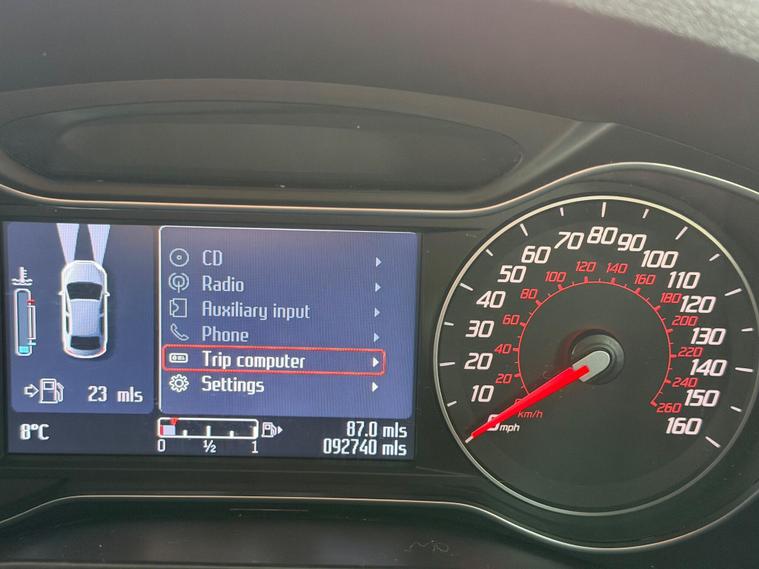 CD
Radio
Auxiliary input
Phone
Trip computer
Settings
23 mls
8°C
0 ½ 1
87.0 mls
092740 mls
0 mph
10
20
30
40
50
60
70
80
90
100
110
120
130
140
150
160
km/h
20
40
60
80
100
120
140
160
180
200
220
240
260